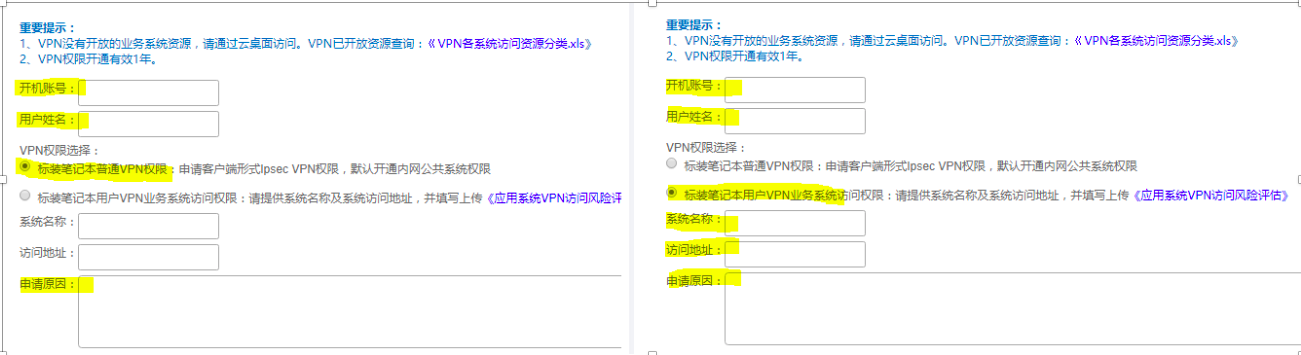 重要提示：
1、VPN没有开放的业务系统资源，请通过云桌面访问。VPN已开放资源查询：《VPN各系统访问资源分类.xls》
2、VPN权限开通有效1年。
开机账号：
用户姓名：
VPN权限选择：
标装笔记本普通VPN权限：申请客户端形式Ipsec VPN权限，默认开通内网公共系统权限
标装笔记本用户VPN业务系统访问权限：请提供系统名称及系统访问地址，并填写上传《应用系统VPN访问风险评
系统名称：
访问地址：
申请原因：
重要提示：
1、VPN没有开放的业务系统资源，请通过云桌面访问。VPN已开放资源查询：《VPN各系统访问资源分类.xls》
2、VPN权限开通有效1年。
开机账号：
用户姓名：
VPN权限选择：
标装笔记本普通VPN权限：申请客户端形式Ipsec VPN权限，默认开通内网公共系统权限
标装笔记本用户VPN业务系统访问权限：请提供系统名称及系统访问地址，并填写上传《应用系统VPN访问风险评估》
系统名称：
访问地址：
申请原因：